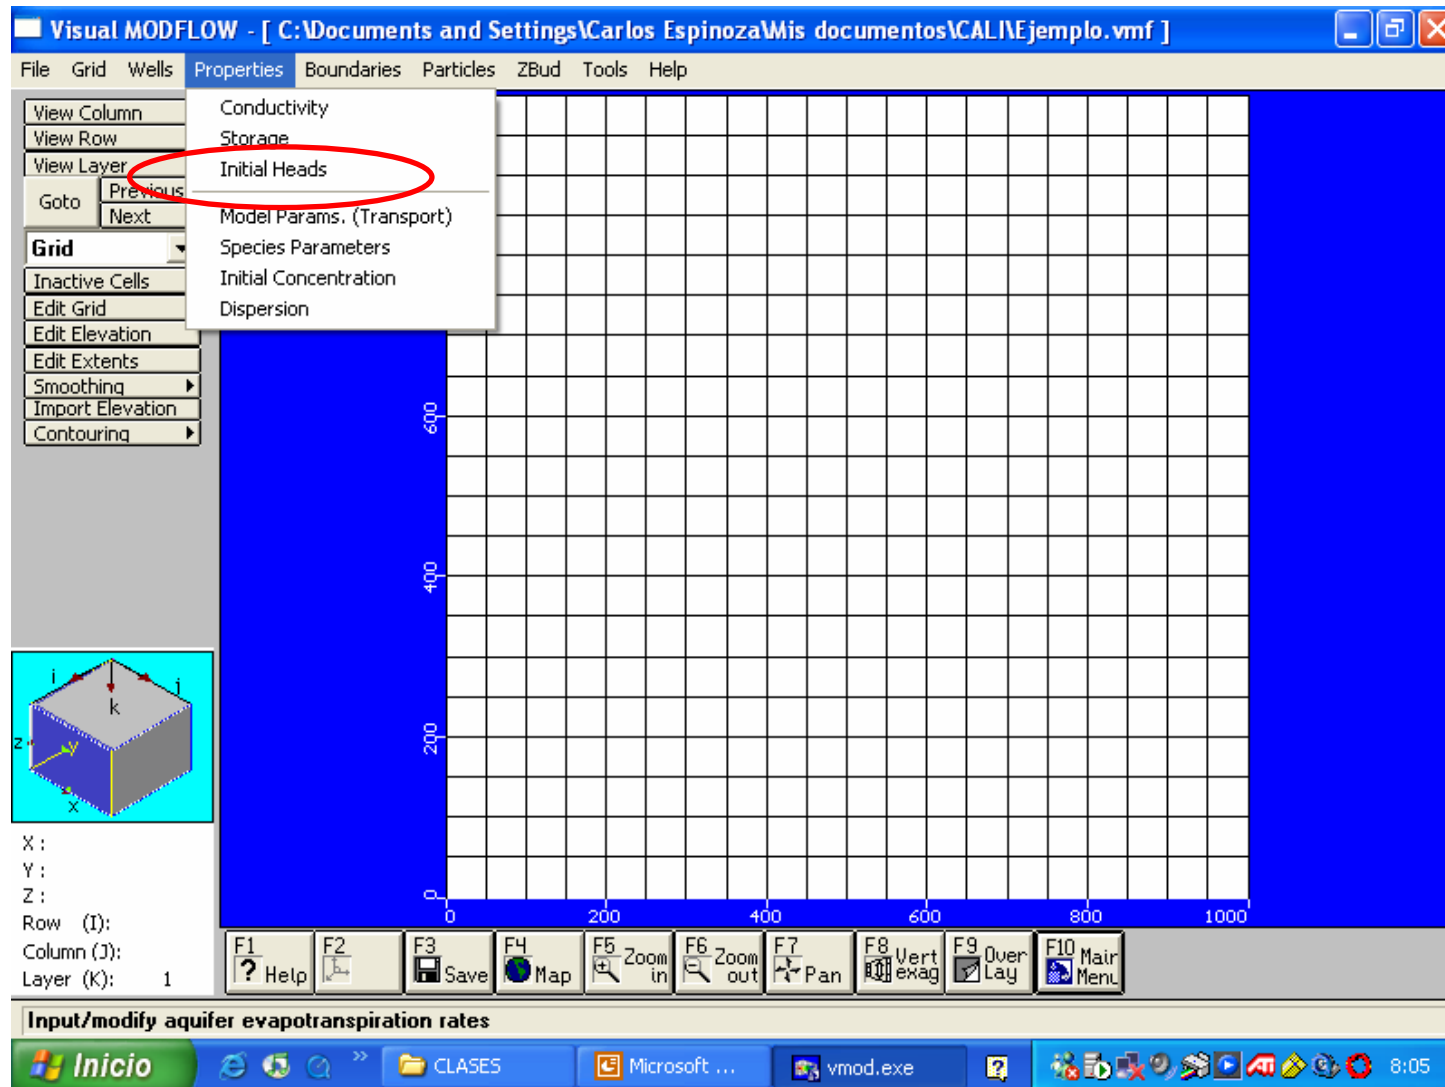 Visual MODFLOW - [ C:\Documents and Settings\Carlos Espinoza\Mis documentos\CALI\Ejemplo.vmf ]
File Grid Wells Properties Boundaries Particles ZBud Tools Help
Conductivity
Storage
Initial Heads
Model Params. (Transport)
Species Parameters
Initial Concentration
Dispersion
View Column
View Row
View Layer
Goto
Previous
Next
Grid
Inactive Cells
Edit Grid
Edit Elevation
Edit Extents
Smoothing
Import Elevation
Contouring
600
400
200
0
0 200 400 600 800 1000
i
j
k
z
y
x
X :
Y :
Z :
Row (I):
Column (J):
Layer (K): 1
F1 ? Help
F2
F3 Save
F4 Map
F5 Zoom in
F6 Zoom out
F7 Pan
F8 Vert exag
F9 Over Lay
F10 Main Menu
Input/modify aquifer evapotranspiration rates
Inicio
»
CLASES
Microsoft ...
vmod.exe
?
ATI
8:05